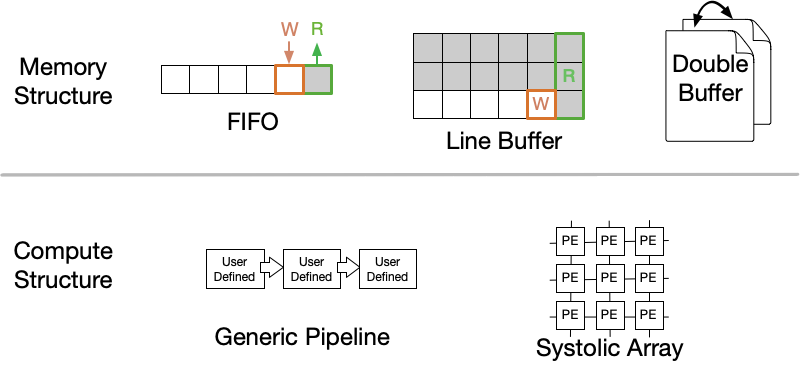 Memory
Structure
W R
FIFO
R
W
Line Buffer
Double
Buffer
Compute
Structure
User
Defined
User
Defined
User
Defined
Generic Pipeline
PE PE PE
PE PE PE
PE PE PE
Systolic Array